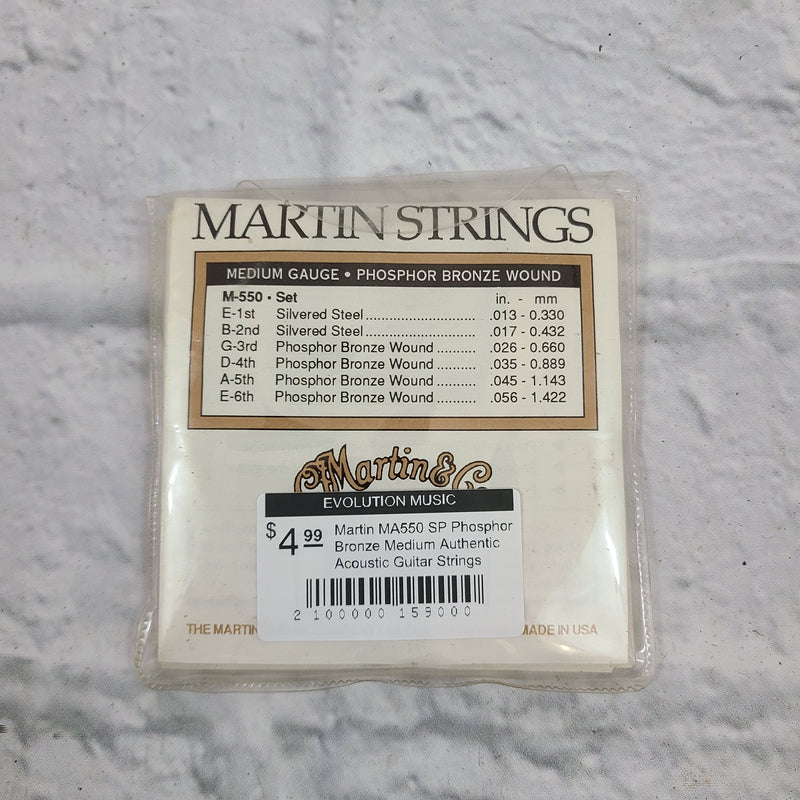 MARTIN STRINGS
MEDIUM GAUGE • PHOSPHOR BRONZE WOUND
M-550 • Set in. - mm
E-1st Silvered Steel .013 - 0.330
B-2nd Silvered Steel .017 - 0.432
G-3rd Phosphor Bronze Wound .026 - 0.660
D-4th Phosphor Bronze Wound .035 - 0.889
A-5th Phosphor Bronze Wound .045 - 1.143
E-6th Phosphor Bronze Wound .056 - 1.422
CFMartin & Co
EVOLUTION MUSIC
$4.99 Martin MA550 SP Phosphor
Bronze Medium Authentic
Acoustic Guitar Strings
2 100000 159000
THE MARTIN MADE IN USA